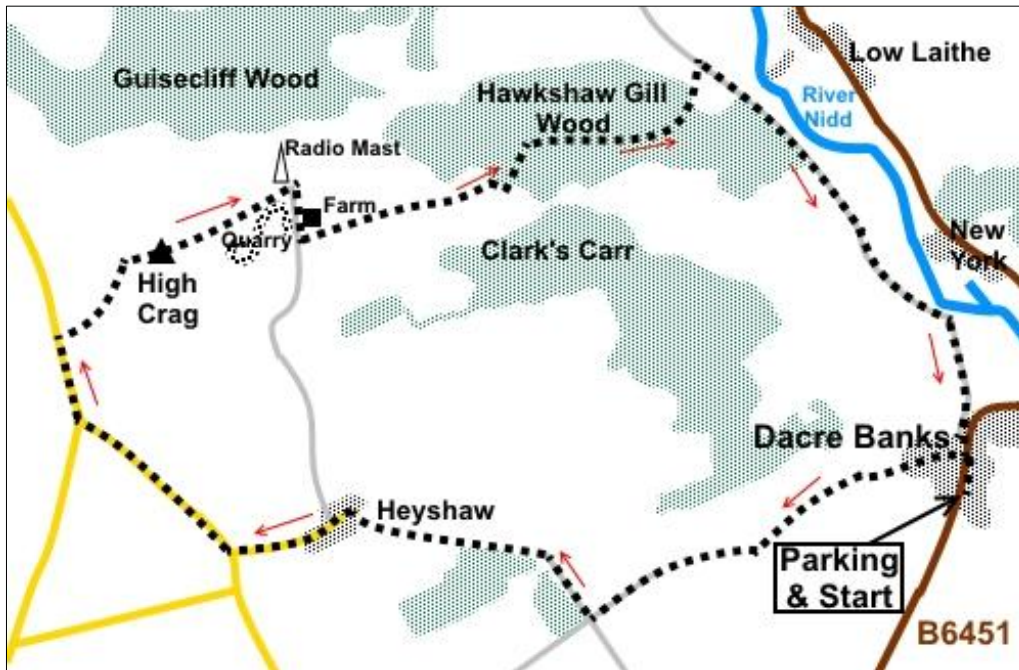 Low Laithe
Guisecliff Wood
Hawkshaw Gill
Wood
River
Nidd
Radio Mast
Farm
Quarry
New
York
Clark's Carr
High
Crag
Dacre Banks
Heyshaw
Parking
& Start
B6451